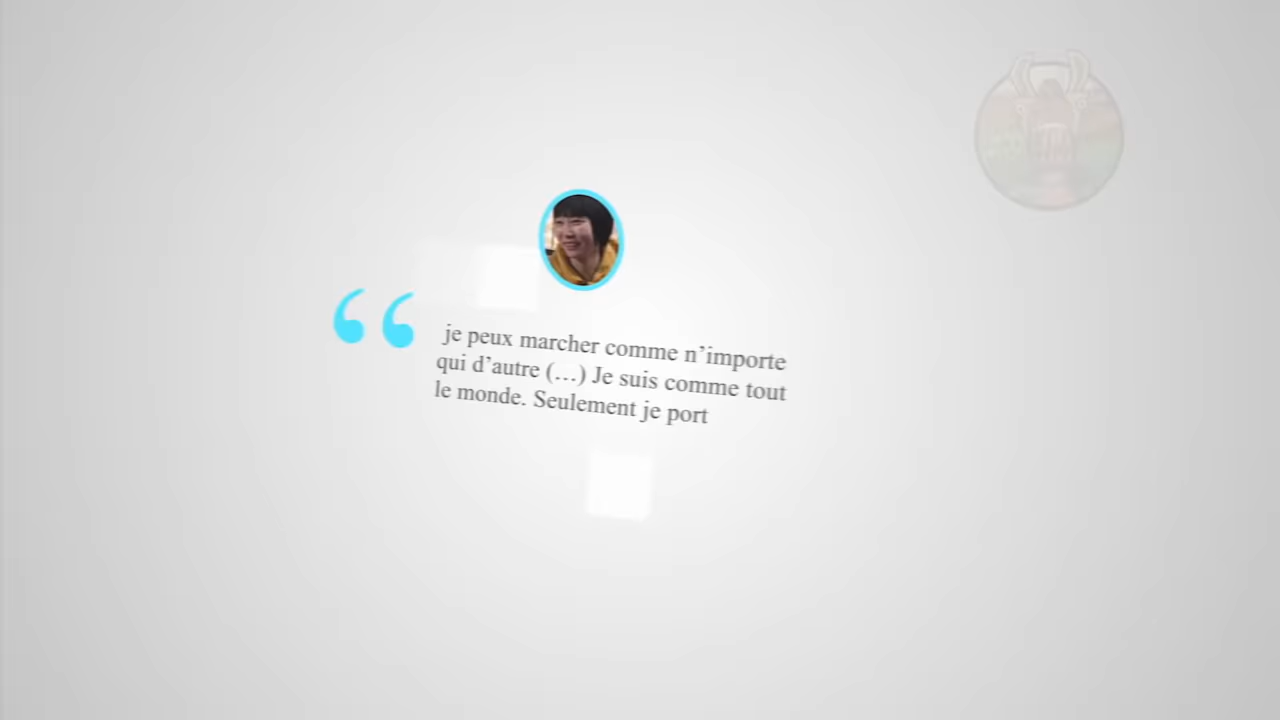 je peux marcher comme n’importe
qui d’autre (…) Je suis comme tout
le monde. Seulement je port